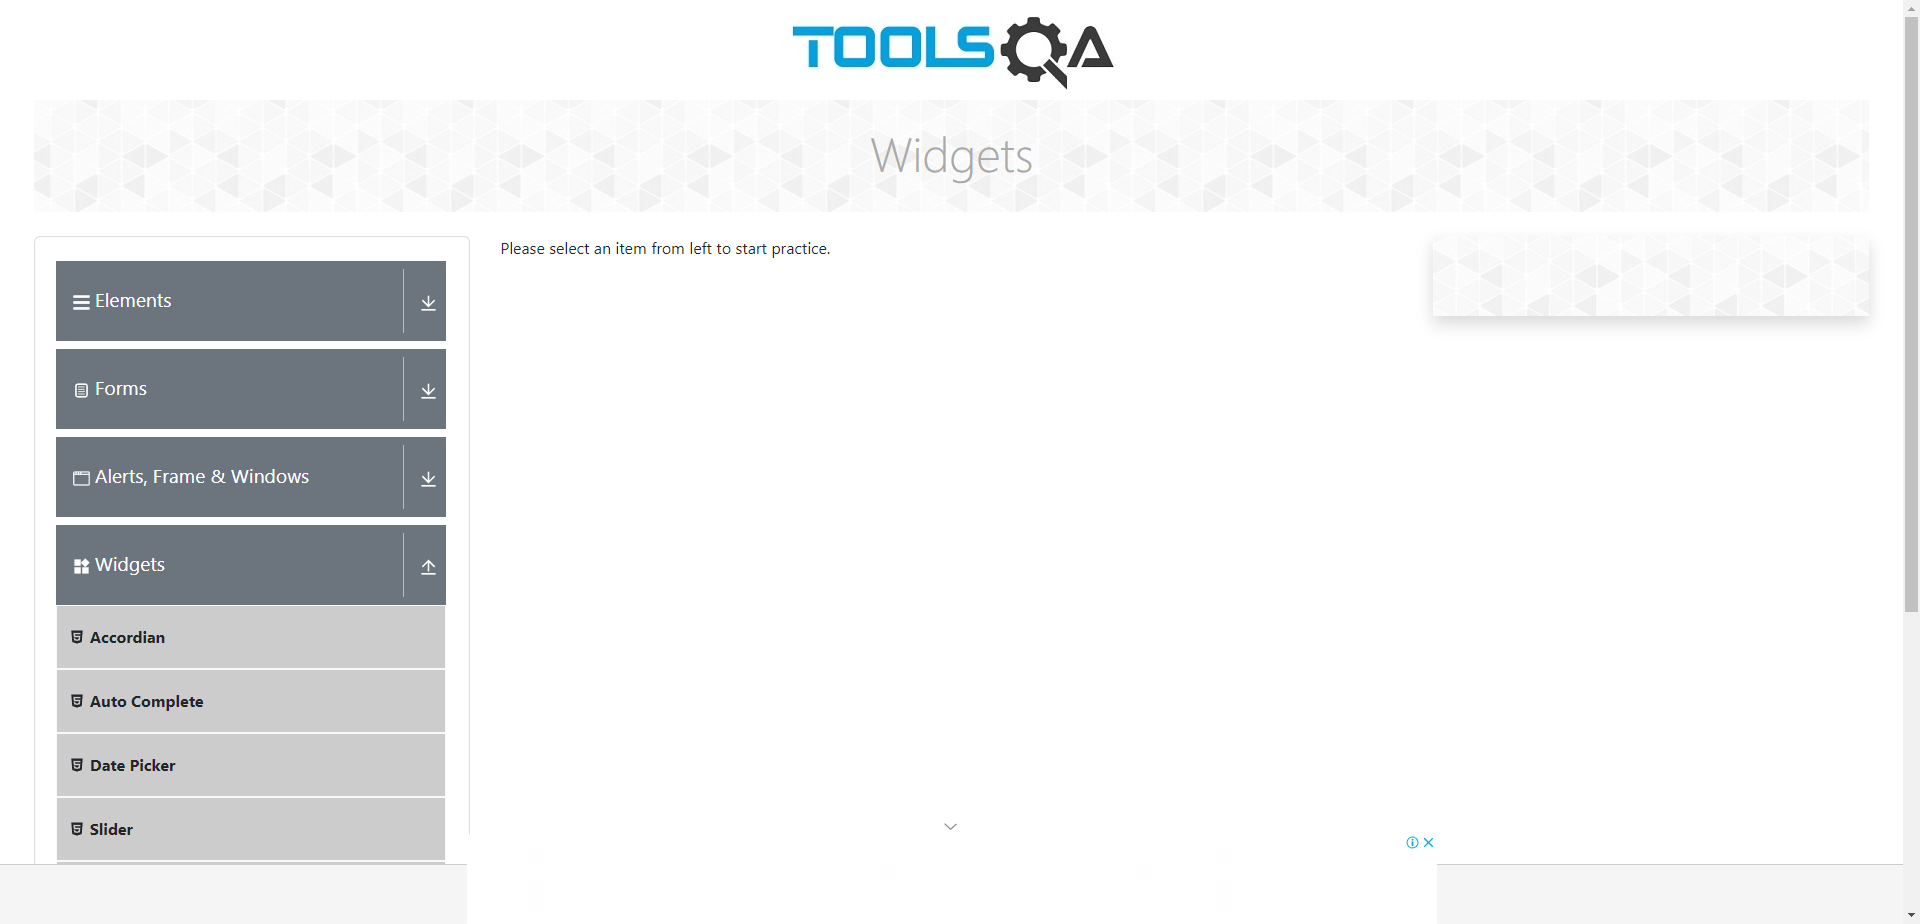 TOOLSQA
Widgets
Elements
Forms
Alerts, Frame & Windows
Widgets
Accordian
Auto Complete
Date Picker
Slider
Please select an item from left to start practice.